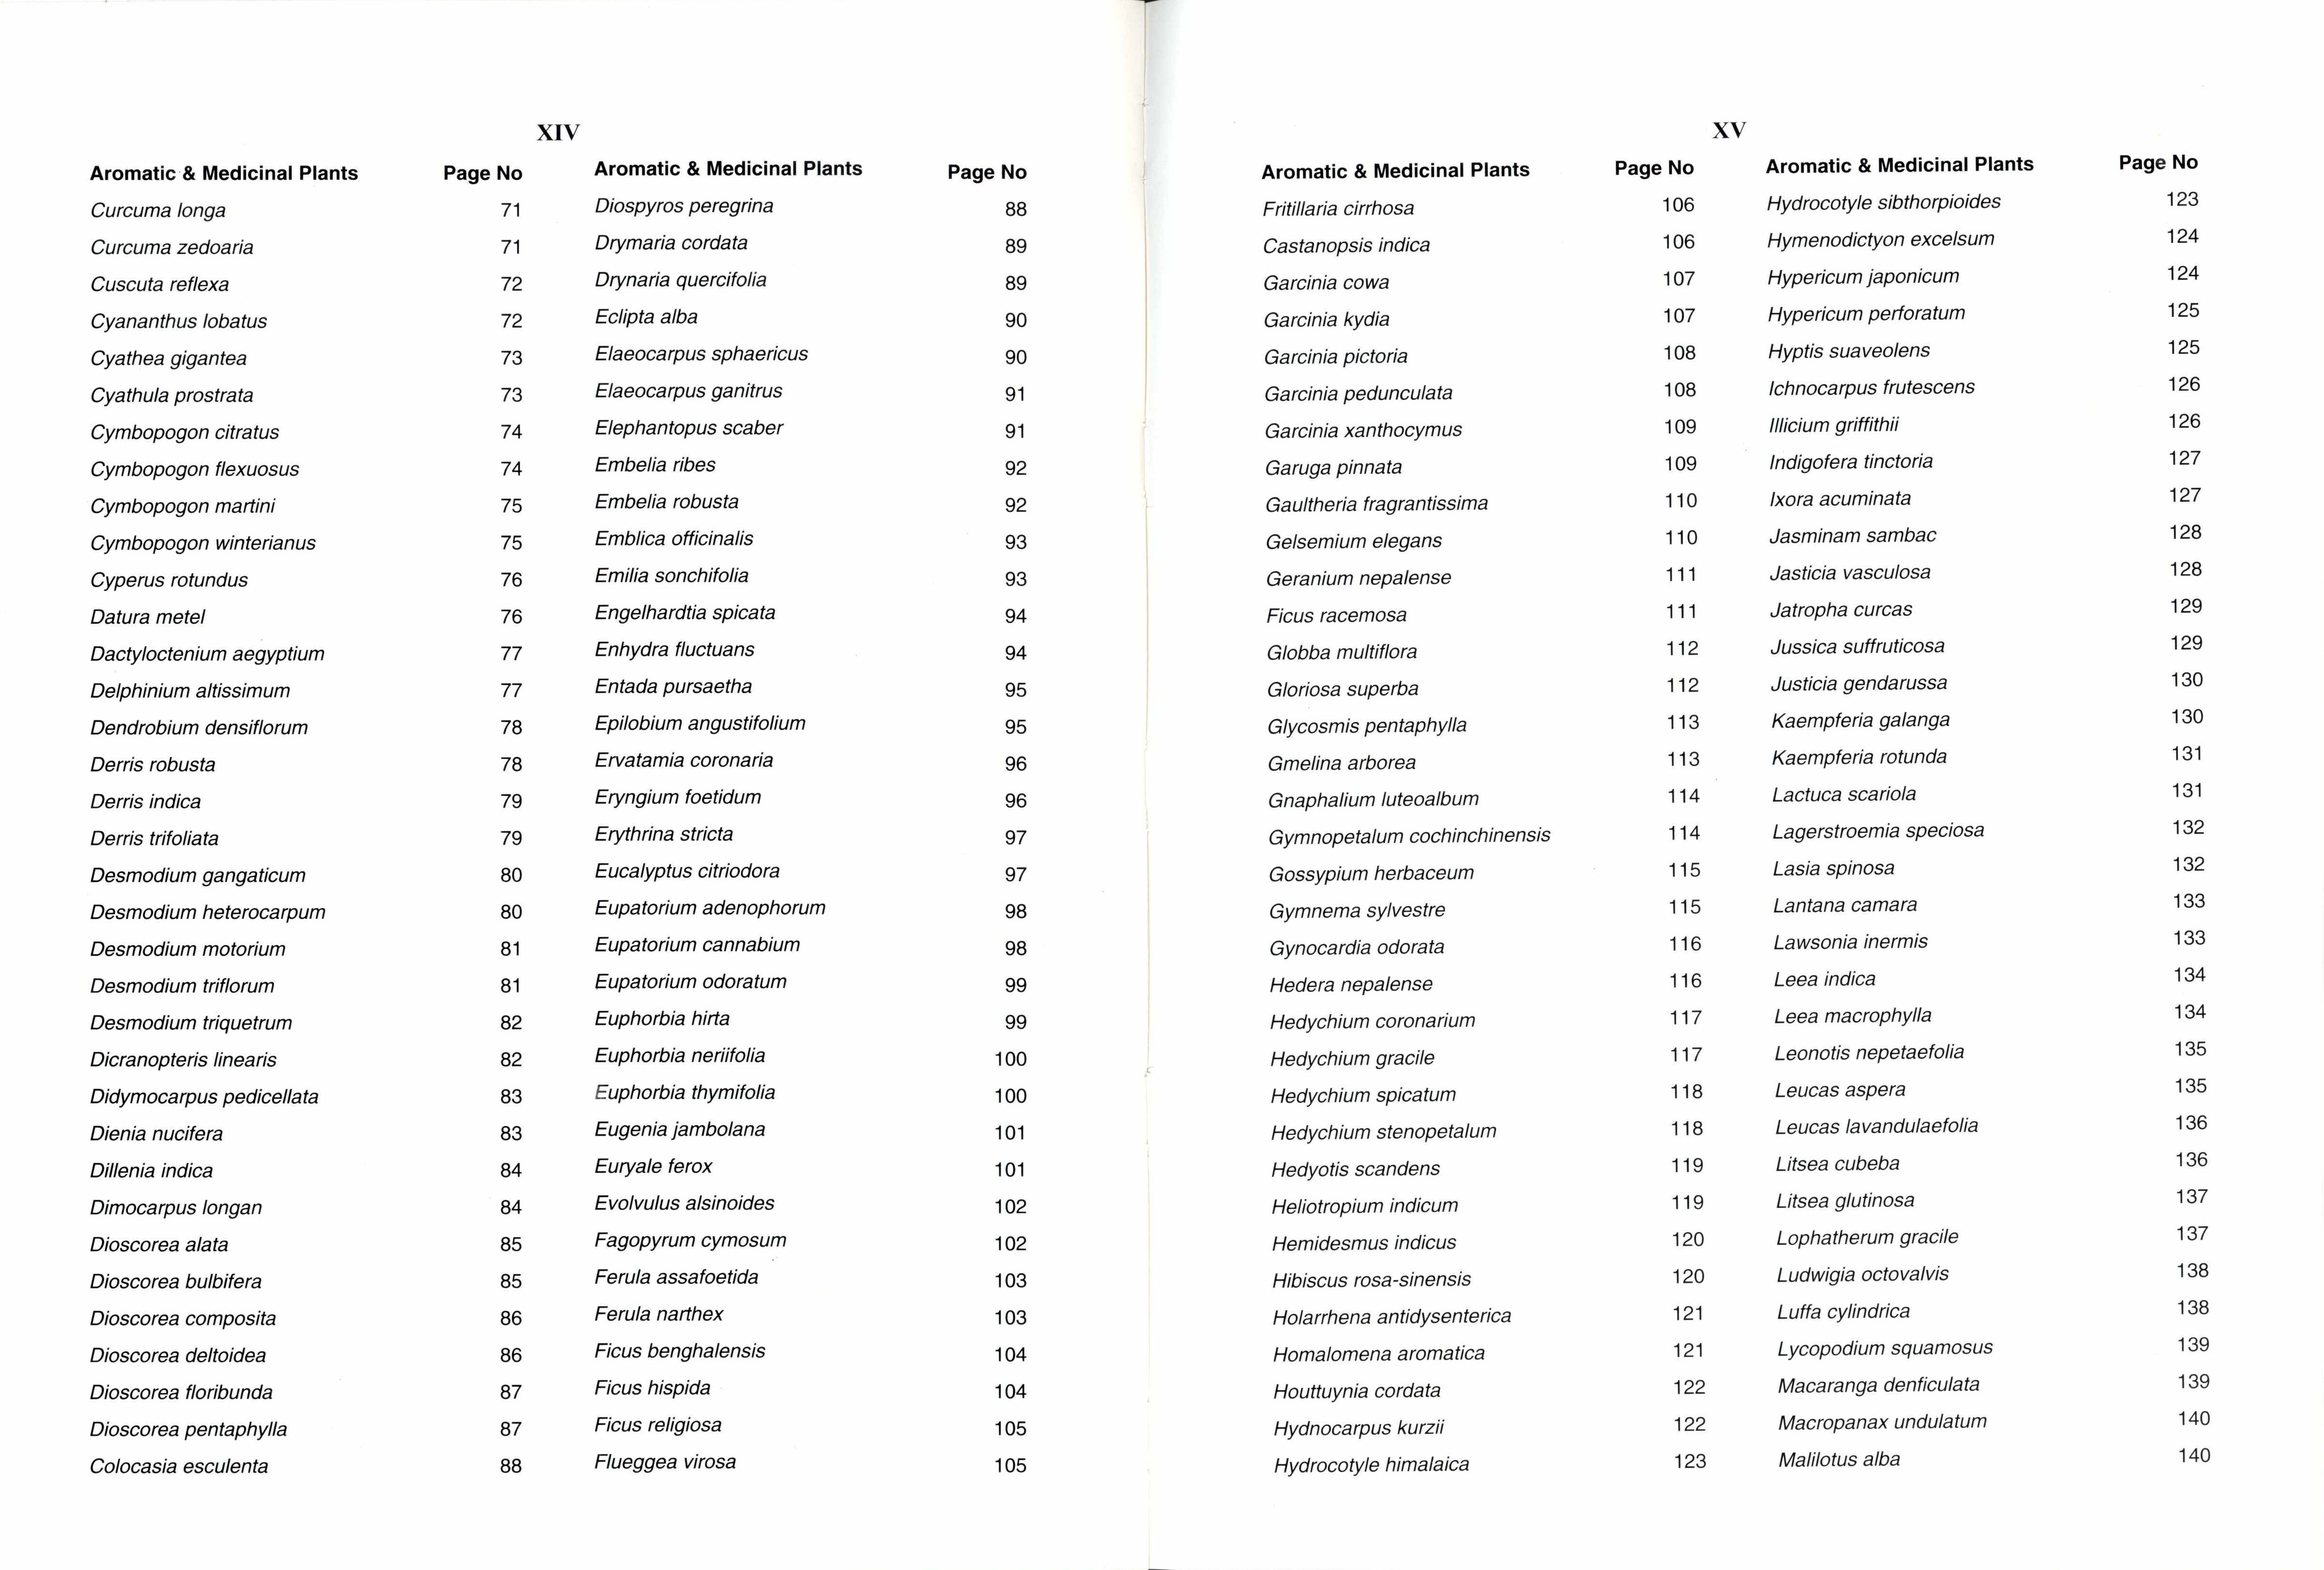 XIV
Aromatic & Medicinal Plants Page No
Curcuma longa 71
Curcuma zedoaria 71
Cuscuta reflexa 72
Cyananthus lobatus 72
Cyathea gigantea 73
Cyathula prostrata 73
Cymbopogon citratus 74
Cymbopogon flexuosus 74
Cymbopogon martini 75
Cymbopogon winterianus 75
Cyperus rotundus 76
Datura metel 76
Dactyloctenium aegyptium 77
Delphinium altissimum 77
Dendrobium densiflorum 78
Derris robusta 78
Derris indica 79
Derris trifoliata 79
Desmodium gangaticum 80
Desmodium heterocarpum 80
Desmodium motorium 81
Desmodium triflorum 81
Desmodium triquetrum 82
Dicranopteris linearis 82
Didymocarpus pedicellata 83
Dienia nucifera 83
Dillenia indica 84
Dimocarpus longan 84
Dioscorea alata 85
Dioscorea bulbifera 85
Dioscorea composita 86
Dioscorea deltoidea 86
Dioscorea floribunda 87
Dioscorea pentaphylla 87
Colocasia esculenta 88
Aromatic & Medicinal Plants Page No
Diospyros peregrina 88
Drymaria cordata 89
Drynaria quercifolia 89
Eclipta alba 90
Elaeocarpus sphaericus 90
Elaeocarpus ganitrus 91
Elephantopus scaber 91
Embelia ribes 92
Embelia robusta 92
Emblica officinalis 93
Emilia sonchifolia 93
Engelhardtia spicata 94
Enhydra fluctuans 94
Entada pursaetha 95
Epilobium angustifolium 95
Ervatamia coronaria 96
Eryngium foetidum 96
Erythrina stricta 97
Eucalyptus citriodora 97
Eupatorium adenophorum 98
Eupatorium cannabium 98
Eupatorium odoratum 99
Euphorbia hirta 99
Euphorbia neriifolia 100
Euphorbia thymifolia 100
Eugenia jambolana 101
Euryale ferox 101
Evolvulus alsinoides 102
Fagopyrum cymosum 102
Ferula assafoetida 103
Ferula narthex 103
Ficus benghalensis 104
Ficus hispida 104
Ficus religiosa 105
Flueggea virosa 105
XV
Aromatic & Medicinal Plants Page No
Fritillaria cirrhosa 106
Castanopsis indica 106
Garcinia cowa 107
Garcinia kydia 107
Garcinia pictoria 108
Garcinia pedunculata 108
Garcinia xanthocymus 109
Garuga pinnata 109
Gaultheria fragrantissima 110
Gelsemium elegans 110
Geranium nepalense 111
Ficus racemosa 111
Globba multiflora 112
Gloriosa superba 112
Glycosmis pentaphylla 113
Gmelina arborea 113
Gnaphalium luteoalbum 114
Gymnopetalum cochinchinensis 114
Gossypium herbaceum 115
Gymnema sylvestre 115
Gynocardia odorata 116
Hedera nepalense 116
Hedychium coronarium 117
Hedychium gracile 117
Hedychium spicatum 118
Hedychium stenopetalum 118
Hedyotis scandens 119
Heliotropium indicum 119
Hemidesmus indicus 120
Hibiscus rosa-sinensis 120
Holarrhena antidysenterica 121
Homalomena aromatica 121
Houttuynia cordata 122
Hydnocarpus kurzii 122
Hydrocotyle himalaica 123
Aromatic & Medicinal Plants Page No
Hydrocotyle sibthorpioides 123
Hymenodictyon excelsum 124
Hypericum japonicum 124
Hypericum perforatum 125
Hyptis suaveolens 125
Ichnocarpus frutescens 126
Illicium griffithii 126
Indigofera tinctoria 127
Ixora acuminata 127
Jasminam sambac 128
Jasticia vasculosa 128
Jatropha curcas 129
Jussica suffruticosa 129
Justicia gendarussa 130
Kaempferia galanga 130
Kaempferia rotunda 131
Lactuca scariola 131
Lagerstroemia speciosa 132
Lasia spinosa 132
Lantana camara 133
Lawsonia inermis 133
Leea indica 134
Leea macrophylla 134
Leonotis nepetaefolia 135
Leucas aspera 135
Leucas lavandulaefolia 136
Litsea cubeba 136
Litsea glutinosa 137
Lophatherum gracile 137
Ludwigia octovalvis 138
Luffa cylindrica 138
Lycopodium squamosus 139
Macaranga denficulata 139
Macropanax undulatum 140
Malilotus alba 140